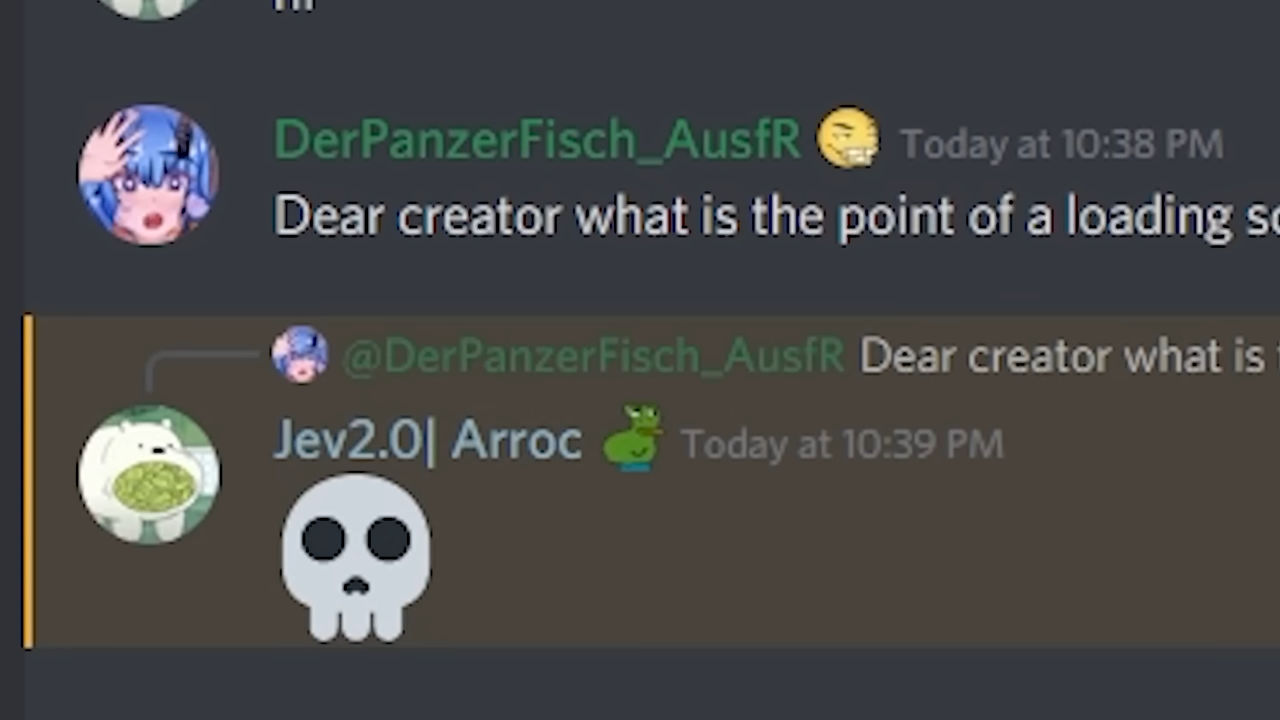 DerPanzerFisch_AusfR Today at 10:38 PM
Dear creator what is the point of a loading
@DerPanzerFisch_AusfR Dear creator what is
Jev2.0| Arroc Today at 10:39 PM